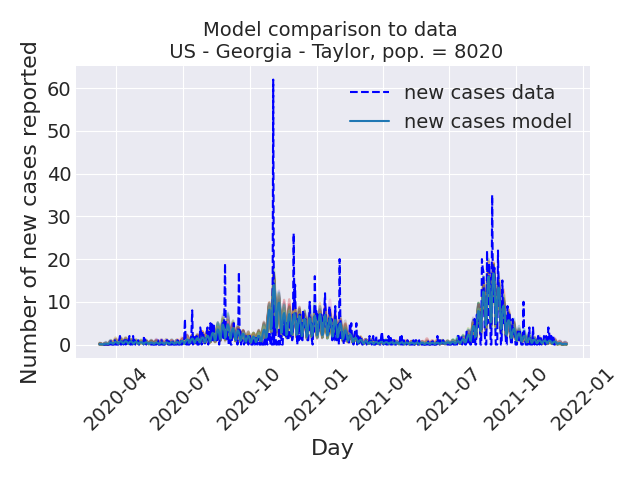 Model comparison to data
US - Georgia - Taylor, pop. = 8020
Number of new cases reported
60
50
40
30
20
10
0
new cases data
new cases model
2020-04
2020-07
2020-10
2021-01
2021-04
2021-07
2021-10
2022-01
Day